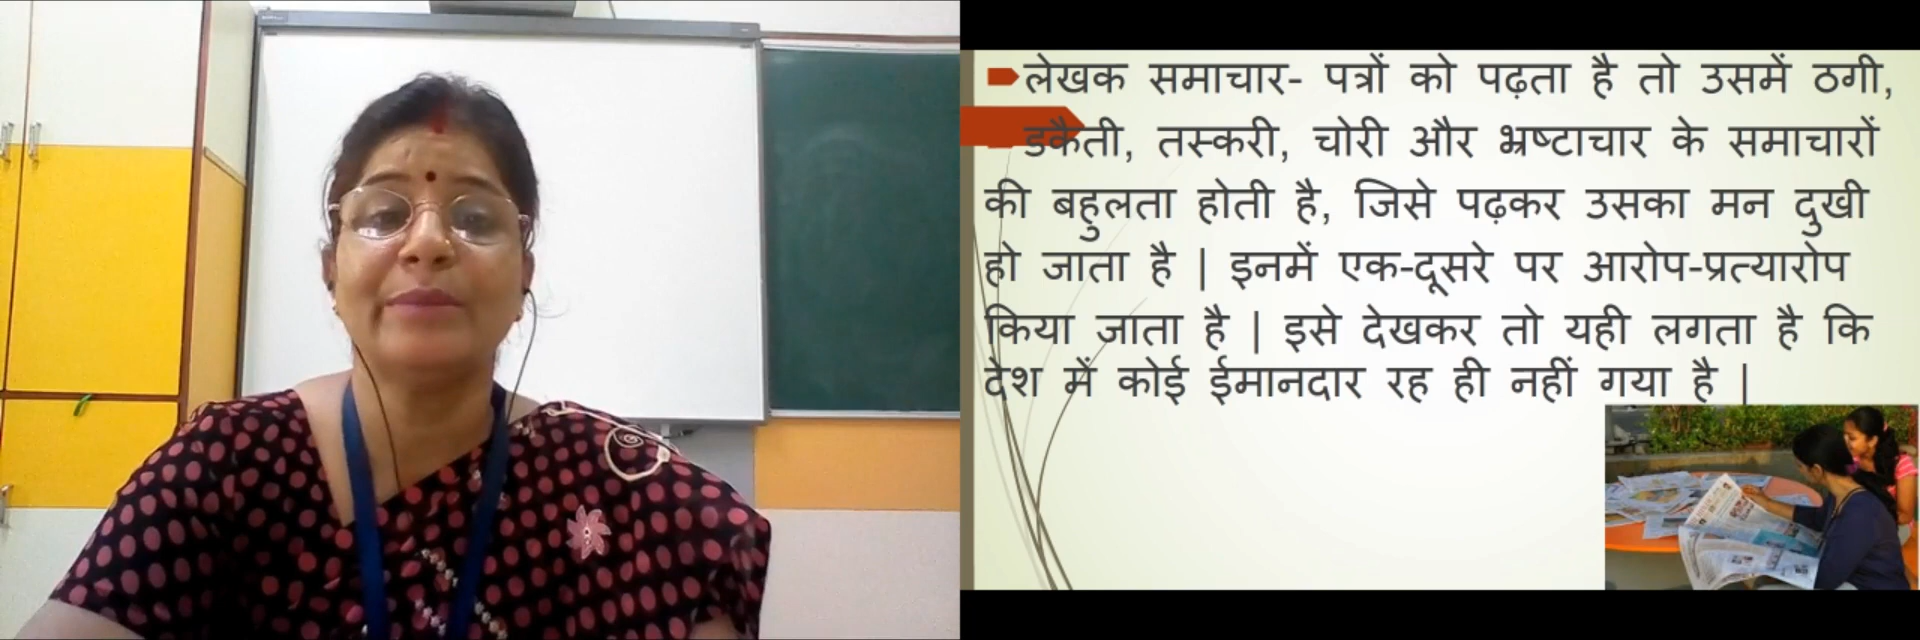 लेखक समाचार- पत्रों को पढ़ता है तो उसमें ठगी,
डकैती, तस्करी, चोरी और भ्रष्टाचार के समाचारों
की बहुलता होती है, जिसे पढ़कर उसका मन दुखी
हो जाता है | इनमें एक-दूसरे पर आरोप-प्रत्यारोप
किया जाता है | इसे देखकर तो यही लगता है कि
देश में कोई ईमानदार रह ही नहीं गया है |